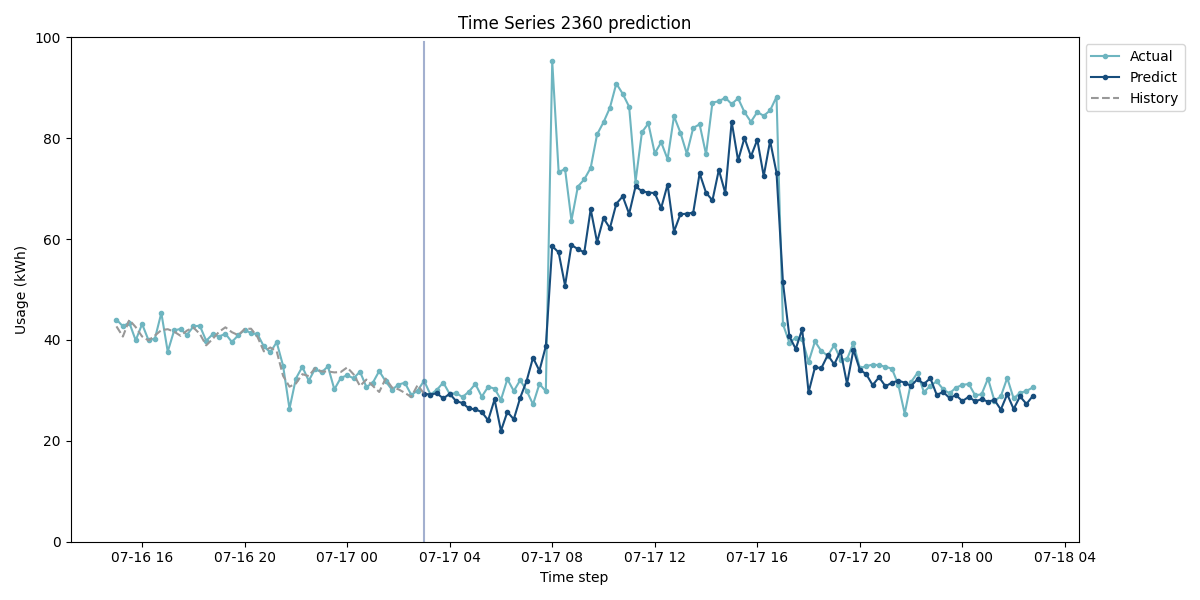 Time Series 2360 prediction
100
80
60
40
20
0
Usage (kWh)
07-16 16
07-16 20
07-17 00
07-17 04
07-17 08
07-17 12
07-17 16
07-17 20
07-18 00
07-18 04
Time step
Actual
Predict
History